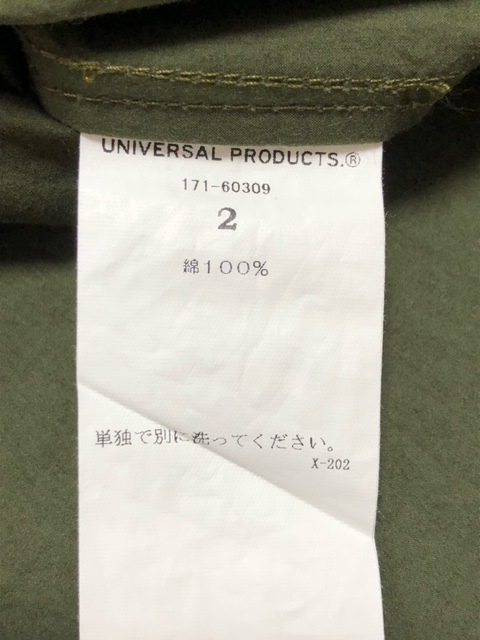 UNIVERSAL PRODUCTS.®
171-60309
2
綿100%
単独で別に洗ってください。
X-202